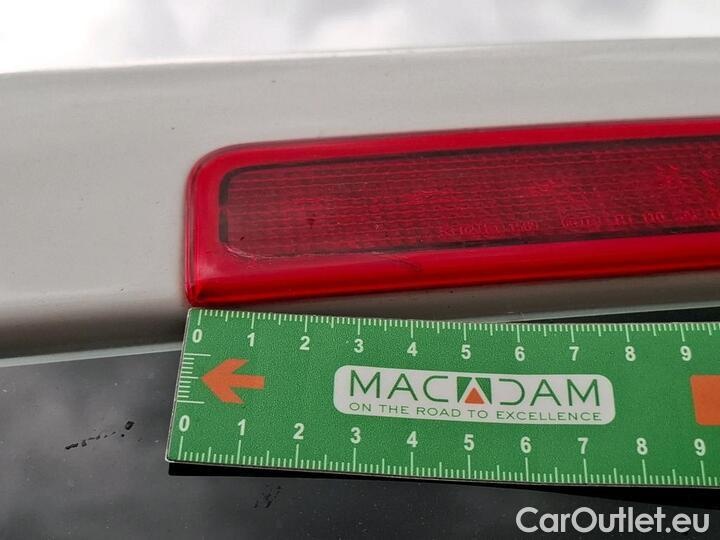 0 1 2 3 4 5 6 7 8 9
MACADAM
ON THE ROAD TO EXCELLENCE
0 1 2 3 4 5 6 7 8 9
CarOutlet.eu